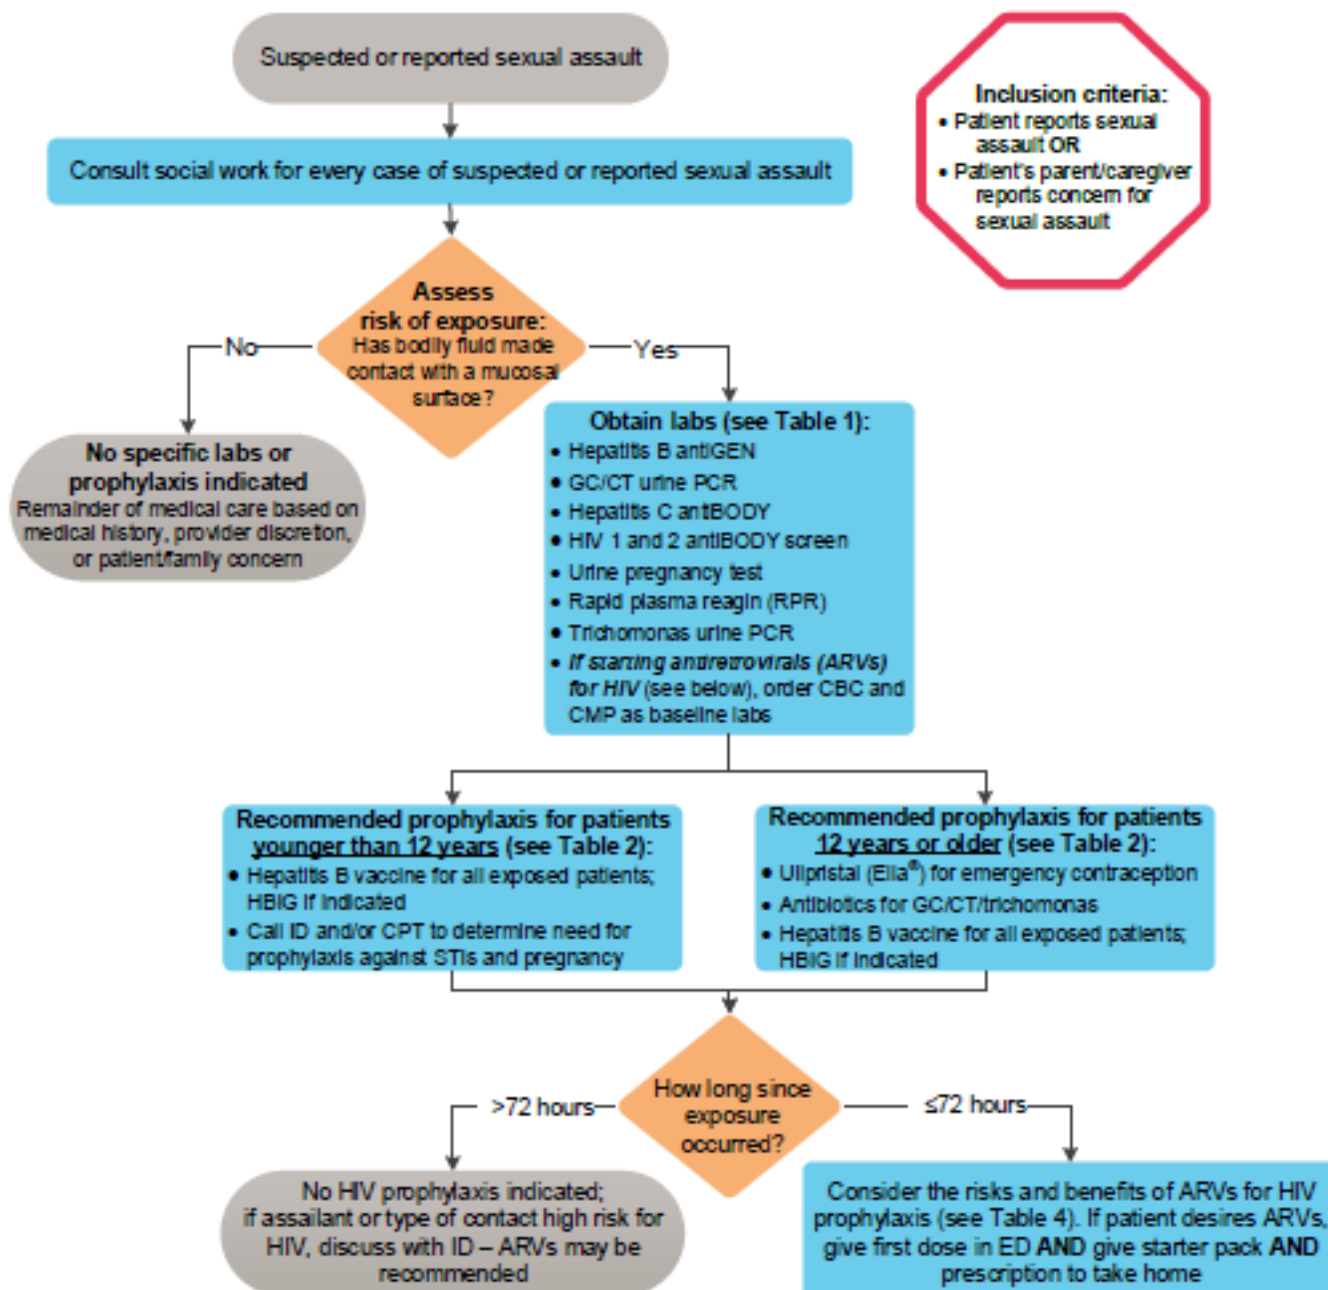 Suspected or reported sexual assault
Inclusion criteria:
• Patient reports sexual
assault OR
• Patient's parent/caregiver
reports concern for
sexual assault
Consult social work for every case of suspected or reported sexual assault
Assess
risk of exposure:
Has bodily fluid made
contact with a mucosal
surface?
No
Yes
No specific labs or
prophylaxis indicated
Remainder of medical care based on
medical history, provider discretion,
or patient/family concern
Obtain labs (see Table 1):
• Hepatitis B antiGEN
• GC/CT urine PCR
• Hepatitis C antiBODY
• HIV 1 and 2 antiBODY screen
• Urine pregnancy test
• Rapid plasma reagin (RPR)
• Trichomonas urine PCR
• If starting antiretrovirals (ARVs)
for HIV (see below), order CBC and
CMP as baseline labs
Recommended prophylaxis for patients
younger than 12 years (see Table 2):
• Hepatitis B vaccine for all exposed patients;
HBIG if indicated
• Call ID and/or CPT to determine need for
prophylaxis against STIs and pregnancy
Recommended prophylaxis for patients
12 years or older (see Table 2):
• Ulipristal (Ella®) for emergency contraception
• Antibiotics for GC/CT/trichomonas
• Hepatitis B vaccine for all exposed patients;
HBIG if indicated
How long since
exposure
occurred?
>72 hours
≤72 hours
No HIV prophylaxis indicated;
if assailant or type of contact high risk for
HIV, discuss with ID – ARVs may be
recommended
Consider the risks and benefits of ARVs for HIV
prophylaxis (see Table 4). If patient desires ARVs,
give first dose in ED AND give starter pack AND
prescription to take home